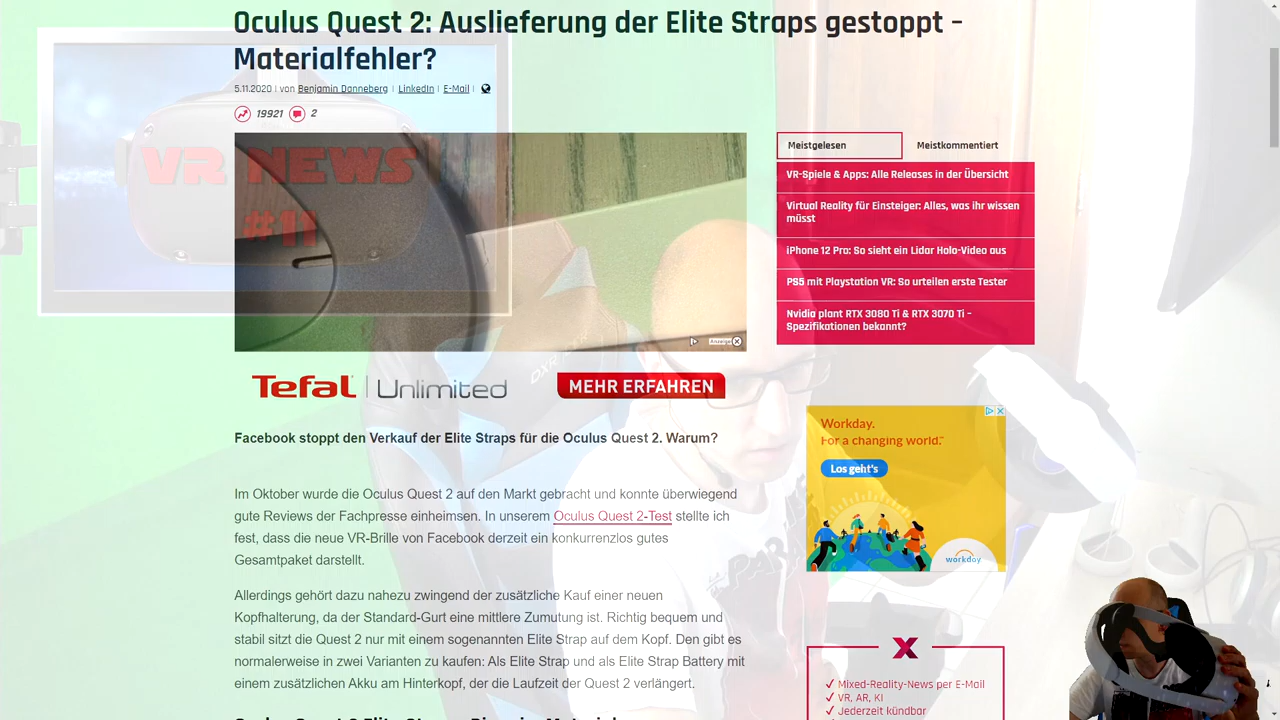 Oculus Quest 2: Auslieferung der Elite Straps gestoppt –
Materialfehler?
5.11.2020 | von Benjamin Danneberg | LinkedIn | E-Mail |
19921 2
VR NEWS
#11
Anzeige
Tefal Unlimited MEHR ERFAHREN
Facebook stoppt den Verkauf der Elite Straps für die Oculus Quest 2. Warum?
Im Oktober wurde die Oculus Quest 2 auf den Markt gebracht und konnte überwiegend
gute Reviews der Fachpresse einheimsen. In unserem Oculus Quest 2-Test stellte ich
fest, dass die neue VR-Brille von Facebook derzeit ein konkurrenzlos gutes
Gesamtpaket darstellt.
Allerdings gehört dazu nahezu zwingend der zusätzliche Kauf einer neuen
Kopfhalterung, da der Standard-Gurt eine mittlere Zumutung ist. Richtig bequem und
stabil sitzt die Quest 2 nur mit einem sogenannten Elite Strap auf dem Kopf. Den gibt es
normalerweise in zwei Varianten zu kaufen: Als Elite Strap und als Elite Strap Battery mit
einem zusätzlichen Akku am Hinterkopf, der die Laufzeit der Quest 2 verlängert.
Meistgelesen
Meistkommentiert
VR-Spiele & Apps: Alle Releases in der Übersicht
Virtual Reality für Einsteiger: Alles, was ihr wissen
müsst
iPhone 12 Pro: So sieht ein Lidar Holo-Video aus
PS5 mit Playstation VR: So urteilen erste Tester
Nvidia plant RTX 3080 Ti & RTX 3070 Ti –
Spezifikationen bekannt?
Workday.
For a changing world.™
Los geht's
workday
Mixed-Reality-News per E-Mail
VR, AR, KI
Jederzeit kündbar